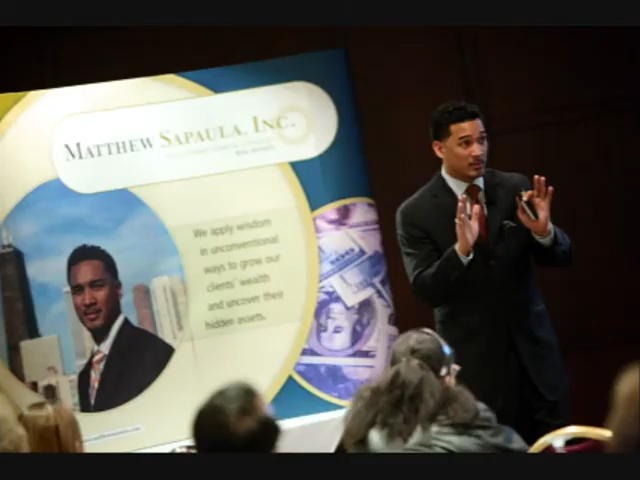 MATTHEW SAPAULA, INC.
We apply wisdom
in unconventional
ways to grow our
clients' wealth
and uncover their
hidden assets.